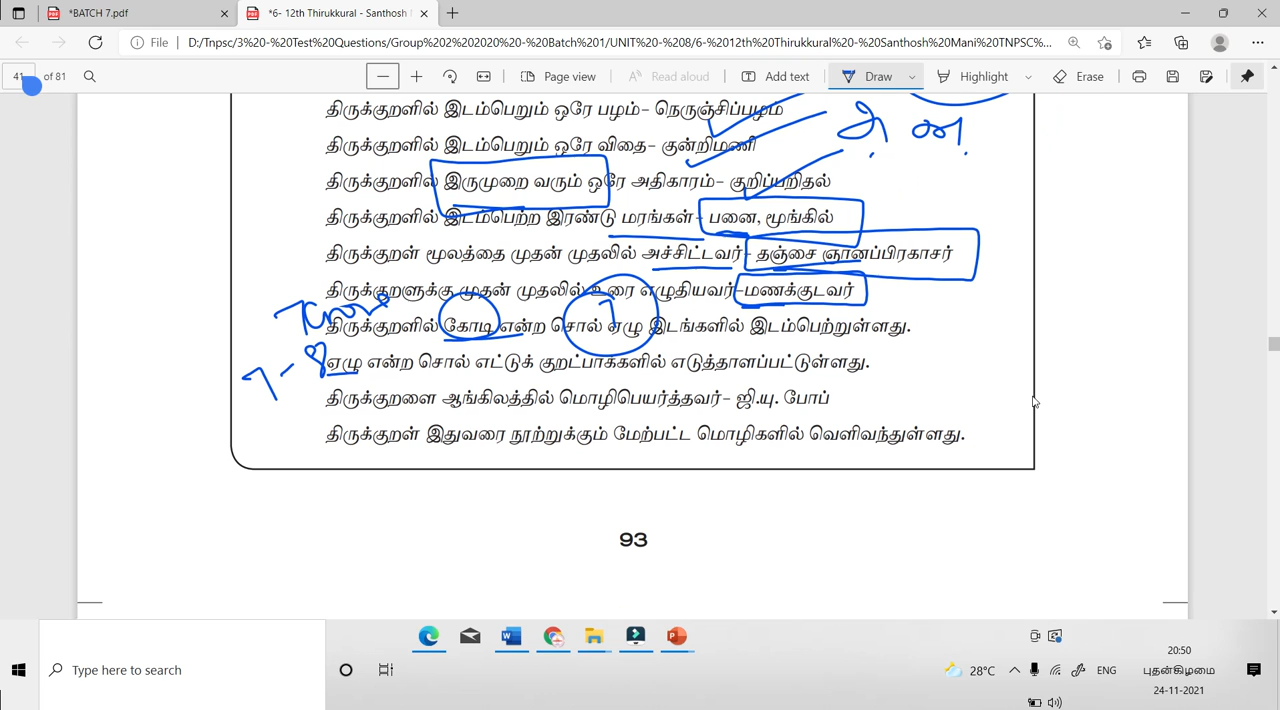 *BATCH 7.pdf
*6- 12th Thirukkural - Santhosh
File D:/Tnpsc/3%20-%20Test%20Questions/Group%202%202020%20-%20Batch%201/UNIT%20-%208/6-%2012th%20Thirukkural%20-%20Santhosh%20Mani%20TNPSC%...
41 of 81 Page view Read aloud Add text Draw Highlight Erase
திருக்குறளில் இடம்பெறும் ஒரே பழம்- நெருஞ்சிப்பழம்
திருக்குறளில் இடம்பெறும் ஒரே விதை- குன்றிமணி
திருக்குறளில் இருமுறை வரும் ஒரே அதிகாரம்- குறிப்பறிதல்
திருக்குறளில் இடம்பெற்ற இரண்டு மரங்கள்- பனை, மூங்கில்
திருக்குறள் மூலத்தை முதன் முதலில் அச்சிட்டவர்- தஞ்சை ஞானப்பிரகாசர்
திருக்குறளுக்கு முதன் முதலில் உரை எழுதியவர்-மணக்குடவர்
திருக்குறளில் கோடி என்ற சொல் ஏழு இடங்களில் இடம்பெற்றுள்ளது. 7
7 - 8 ஏழு என்ற சொல் எட்டுக் குறட்பாக்களில் எடுத்தாளப்பட்டுள்ளது.
திருக்குறளை ஆங்கிலத்தில் மொழிபெயர்த்தவர்- ஜி.யு. போப்
திருக்குறள் இதுவரை நூற்றுக்கும் மேற்பட்ட மொழிகளில் வெளிவந்துள்ளது.
93
Type here to search
28°C ENG
20:50
புதன்கிழமை
24-11-2021